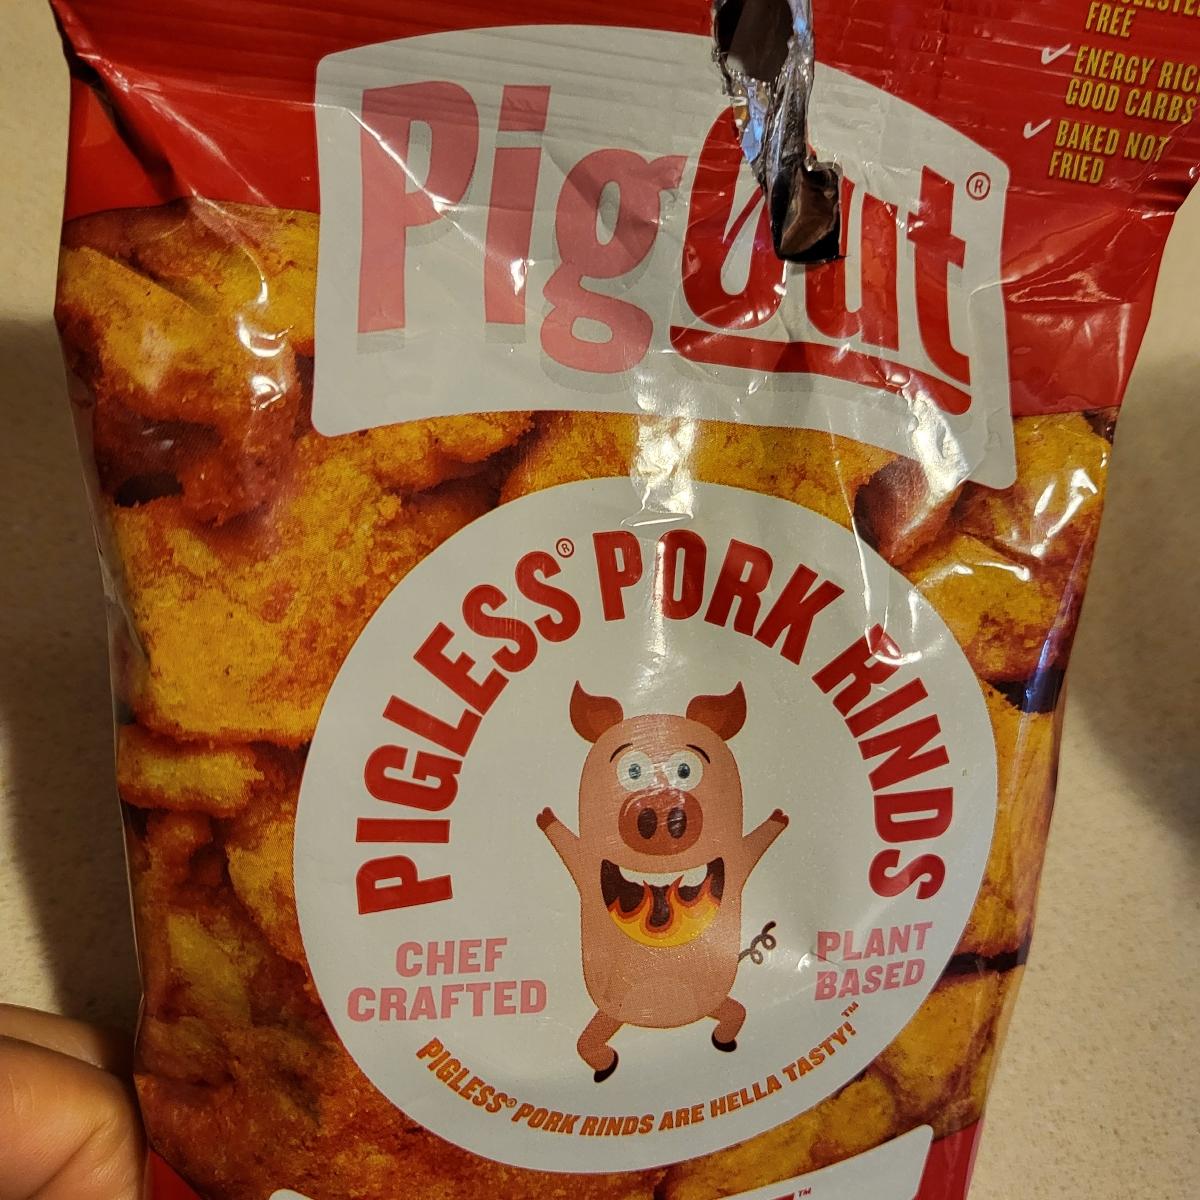 FREE
✓ ENERGY RIC
GOOD CARBS
✓ BAKED NOT
FRIED
PigOut®
PIGLESS® PORK RINDS
CHEF
CRAFTED
PLANT
BASED
PIGLESS® PORK RINDS ARE HELLA TASTY!™